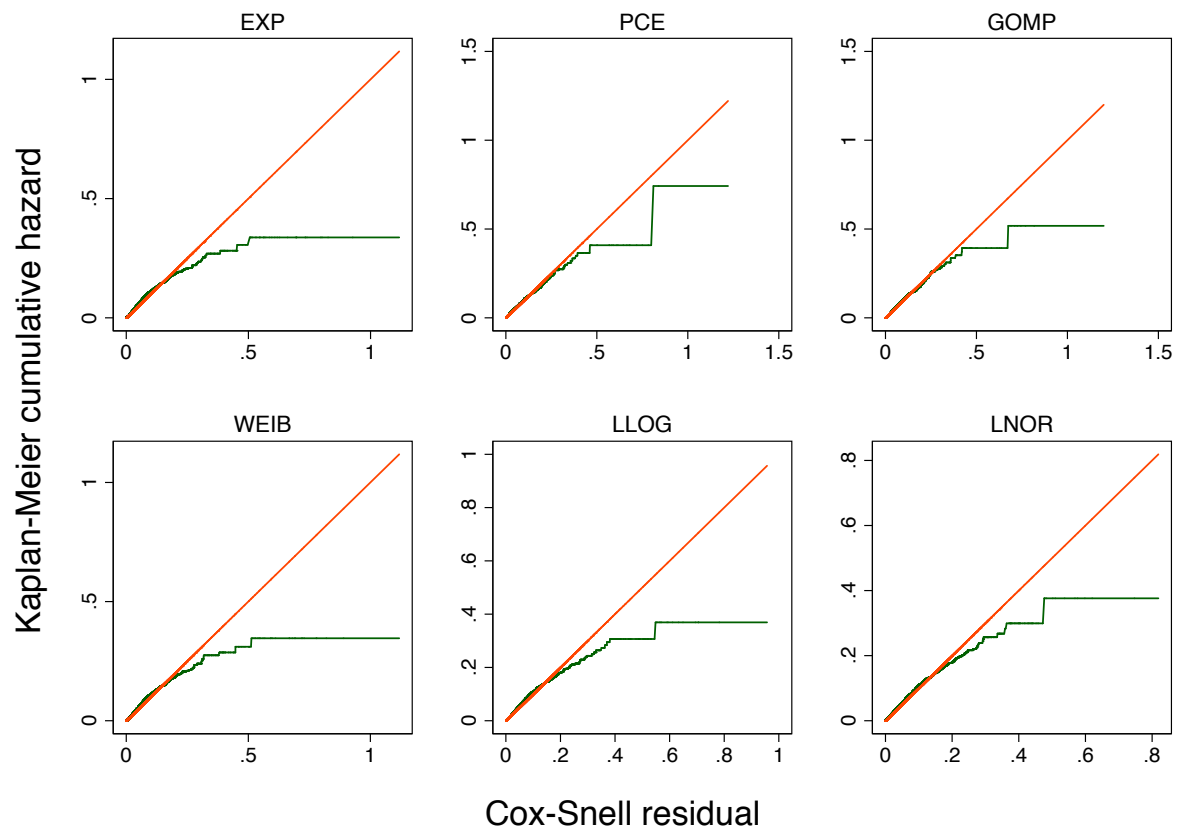 EXP
PCE
GOMP
1
.5
0
0 .5 1
1.5
1
.5
0
0 .5 1 1.5
1.5
1
.5
0
0 .5 1 1.5
Kaplan-Meier cumulative hazard
WEIB
LLOG
LNOR
1
.5
0
0 .5 1
1
.8
.6
.4
.2
0
0 .2 .4 .6 .8 1
.8
.6
.4
.2
0
0 .2 .4 .6 .8
Cox-Snell residual